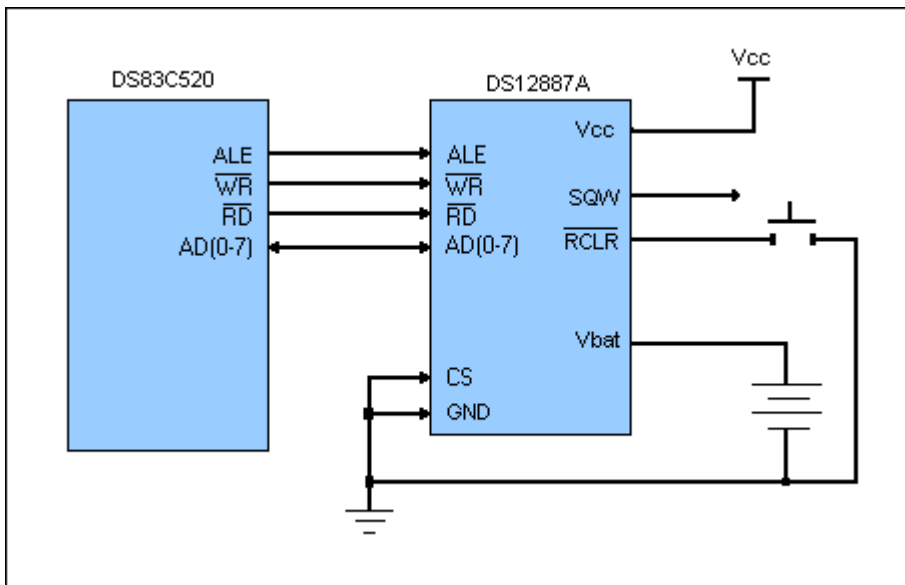 DS83C520
ALE
WR
RD
AD(0-7)
DS12887A
ALE
WR
RD
AD(0-7)
CS
GND
Vcc
SQW
RCLR
Vbat
Vcc